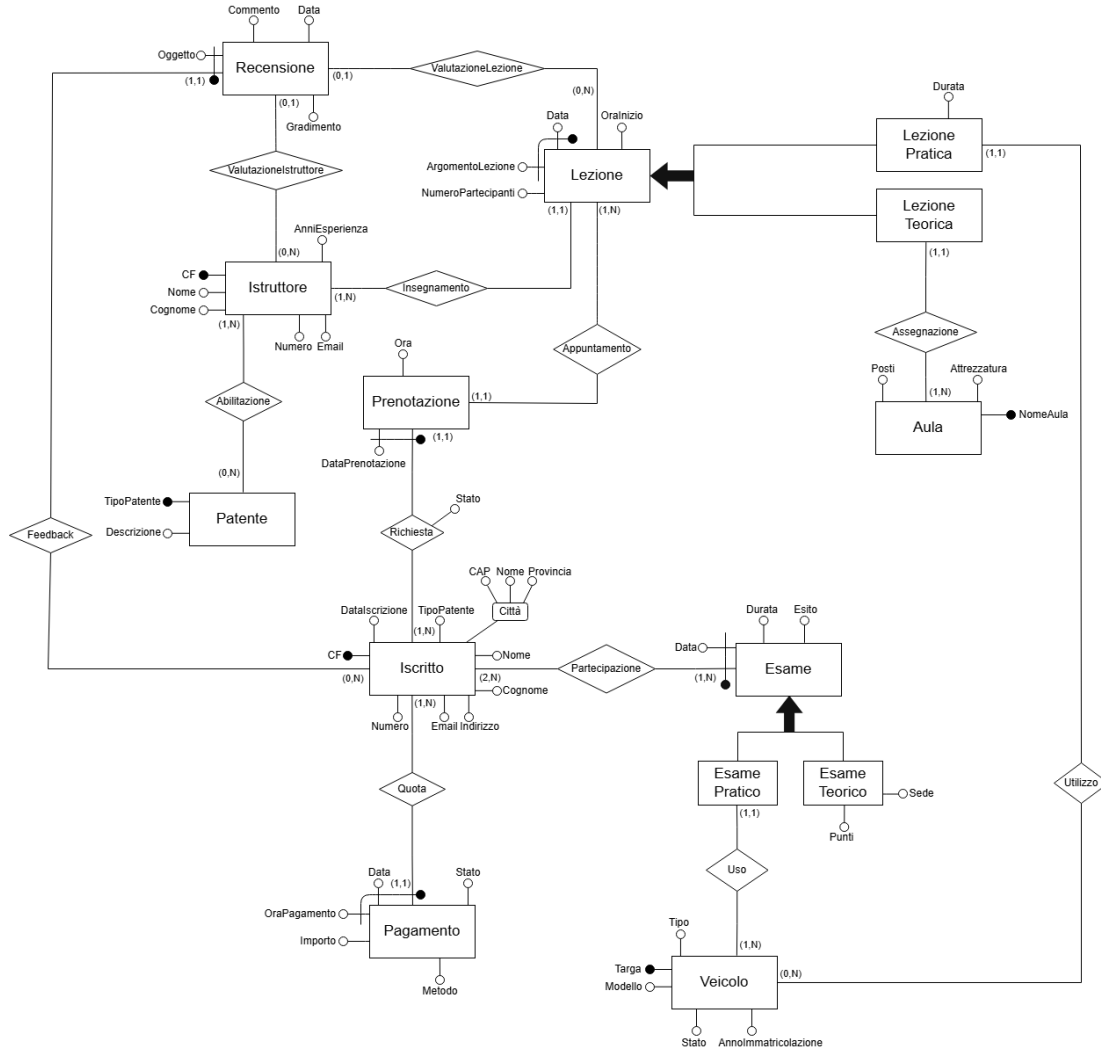 Commento
Data
Oggetto
Recensione
(1,1)
(0,1)
(0,1)
Gradimento
ValutazioneLezione
(0,N)
Durata
Data
OraInizio
Lezione
Pratica
(1,1)
ArgomentoLezione
Lezione
NumeroPartecipanti
(1,1)
(1,N)
ValutazioneIstruttore
Lezione
Teorica
(1,1)
AnniEsperienza
(0,N)
CF
Nome
Cognome
Istruttore
(1,N)
(1,N)
Numero
Email
Insegnamento
Ora
Appuntamento
Assegnazione
Posti
Attrezzatura
(1,N)
Aula
NomeAula
Abilitazione
Prenotazione
(1,1)
(1,1)
DataPrenotazione
(0,N)
TipoPatente
Patente
Descrizione
Stato
Feedback
Richiesta
CAP
Nome
Provincia
Città
DataIscrizione
TipoPatente
(1,N)
CF
Iscritto
Nome
(0,N)
(1,N)
(2,N)
Cognome
Numero
Email
Indirizzo
Partecipazione
Durata
Esito
Data
Esame
(1,N)
Esame
Pratico
(1,1)
Esame
Teorico
Sede
Punti
Utilizzo
Quota
Uso
Data
(1,1)
Stato
OraPagamento
Pagamento
Importo
Metodo
Tipo
(1,N)
Targa
Modello
Veicolo
(0,N)
Stato
AnnoImmatricolazione